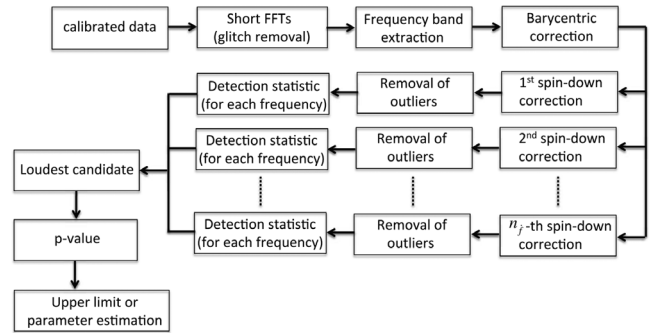 calibrated data
Short FFTs
(glitch removal)
Frequency band
extraction
Barycentric
correction
Detection statistic
(for each frequency)
Removal of
outliers
1st spin-down
correction
Detection statistic
(for each frequency)
Removal of
outliers
2nd spin-down
correction
Loudest candidate
Detection statistic
(for each frequency)
Removal of
outliers
n_ḟ-th spin-down
correction
p-value
Upper limit or
parameter estimation